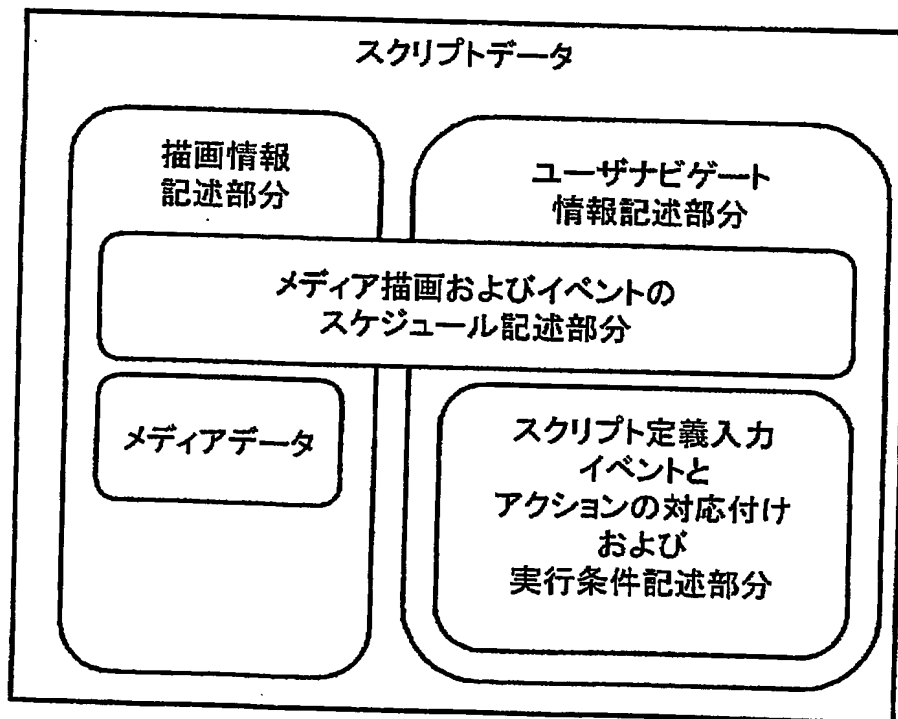 スクリプトデータ
描画情報
記述部分
ユーザナビゲート
情報記述部分
メディア描画およびイベントの
スケジュール記述部分
メディアデータ
スクリプト定義入力
イベントと
アクションの対応付け
および
実行条件記述部分